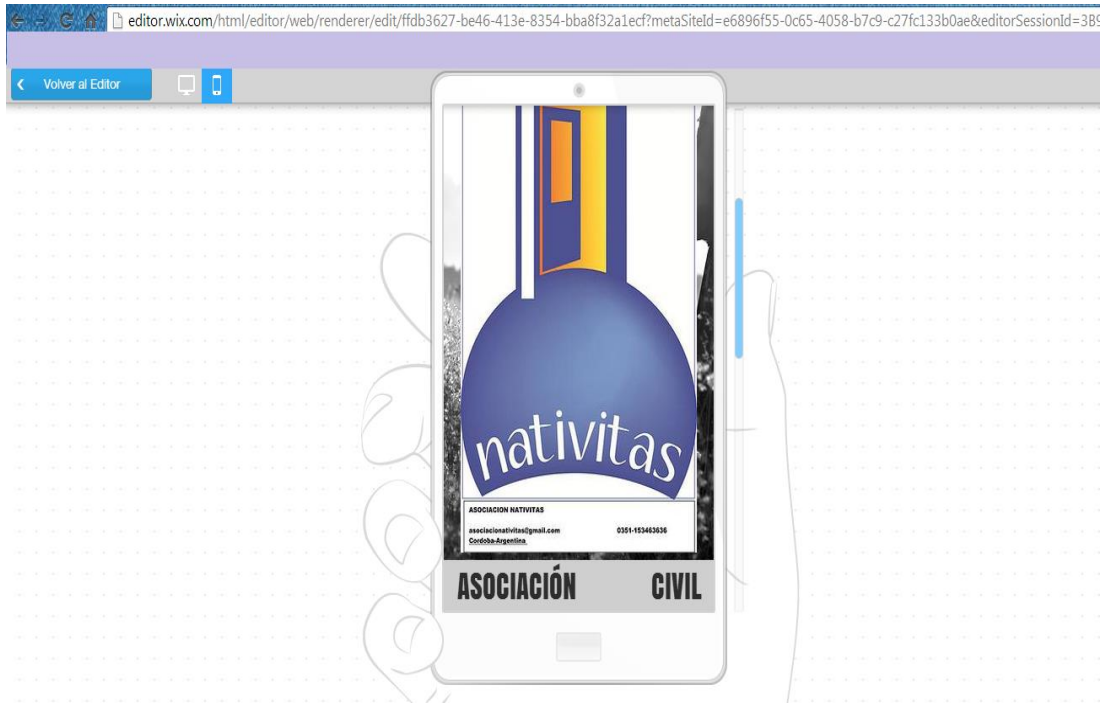 editor.wix.com/html/editor/web/renderer/edit/ffdb3627-be46-413e-8354-bba8f32a1ecf?metaSiteId=e6896f55-0c65-4058-b7c9-c27fc133b0ae&editorSessionId=3B9
Volver al Editor
nativitas
ASOCIACION NATIVITAS
asociacionativitas@gmail.com 0351-153463636
Cordoba-Argentina
ASOCIACIÓN CIVIL